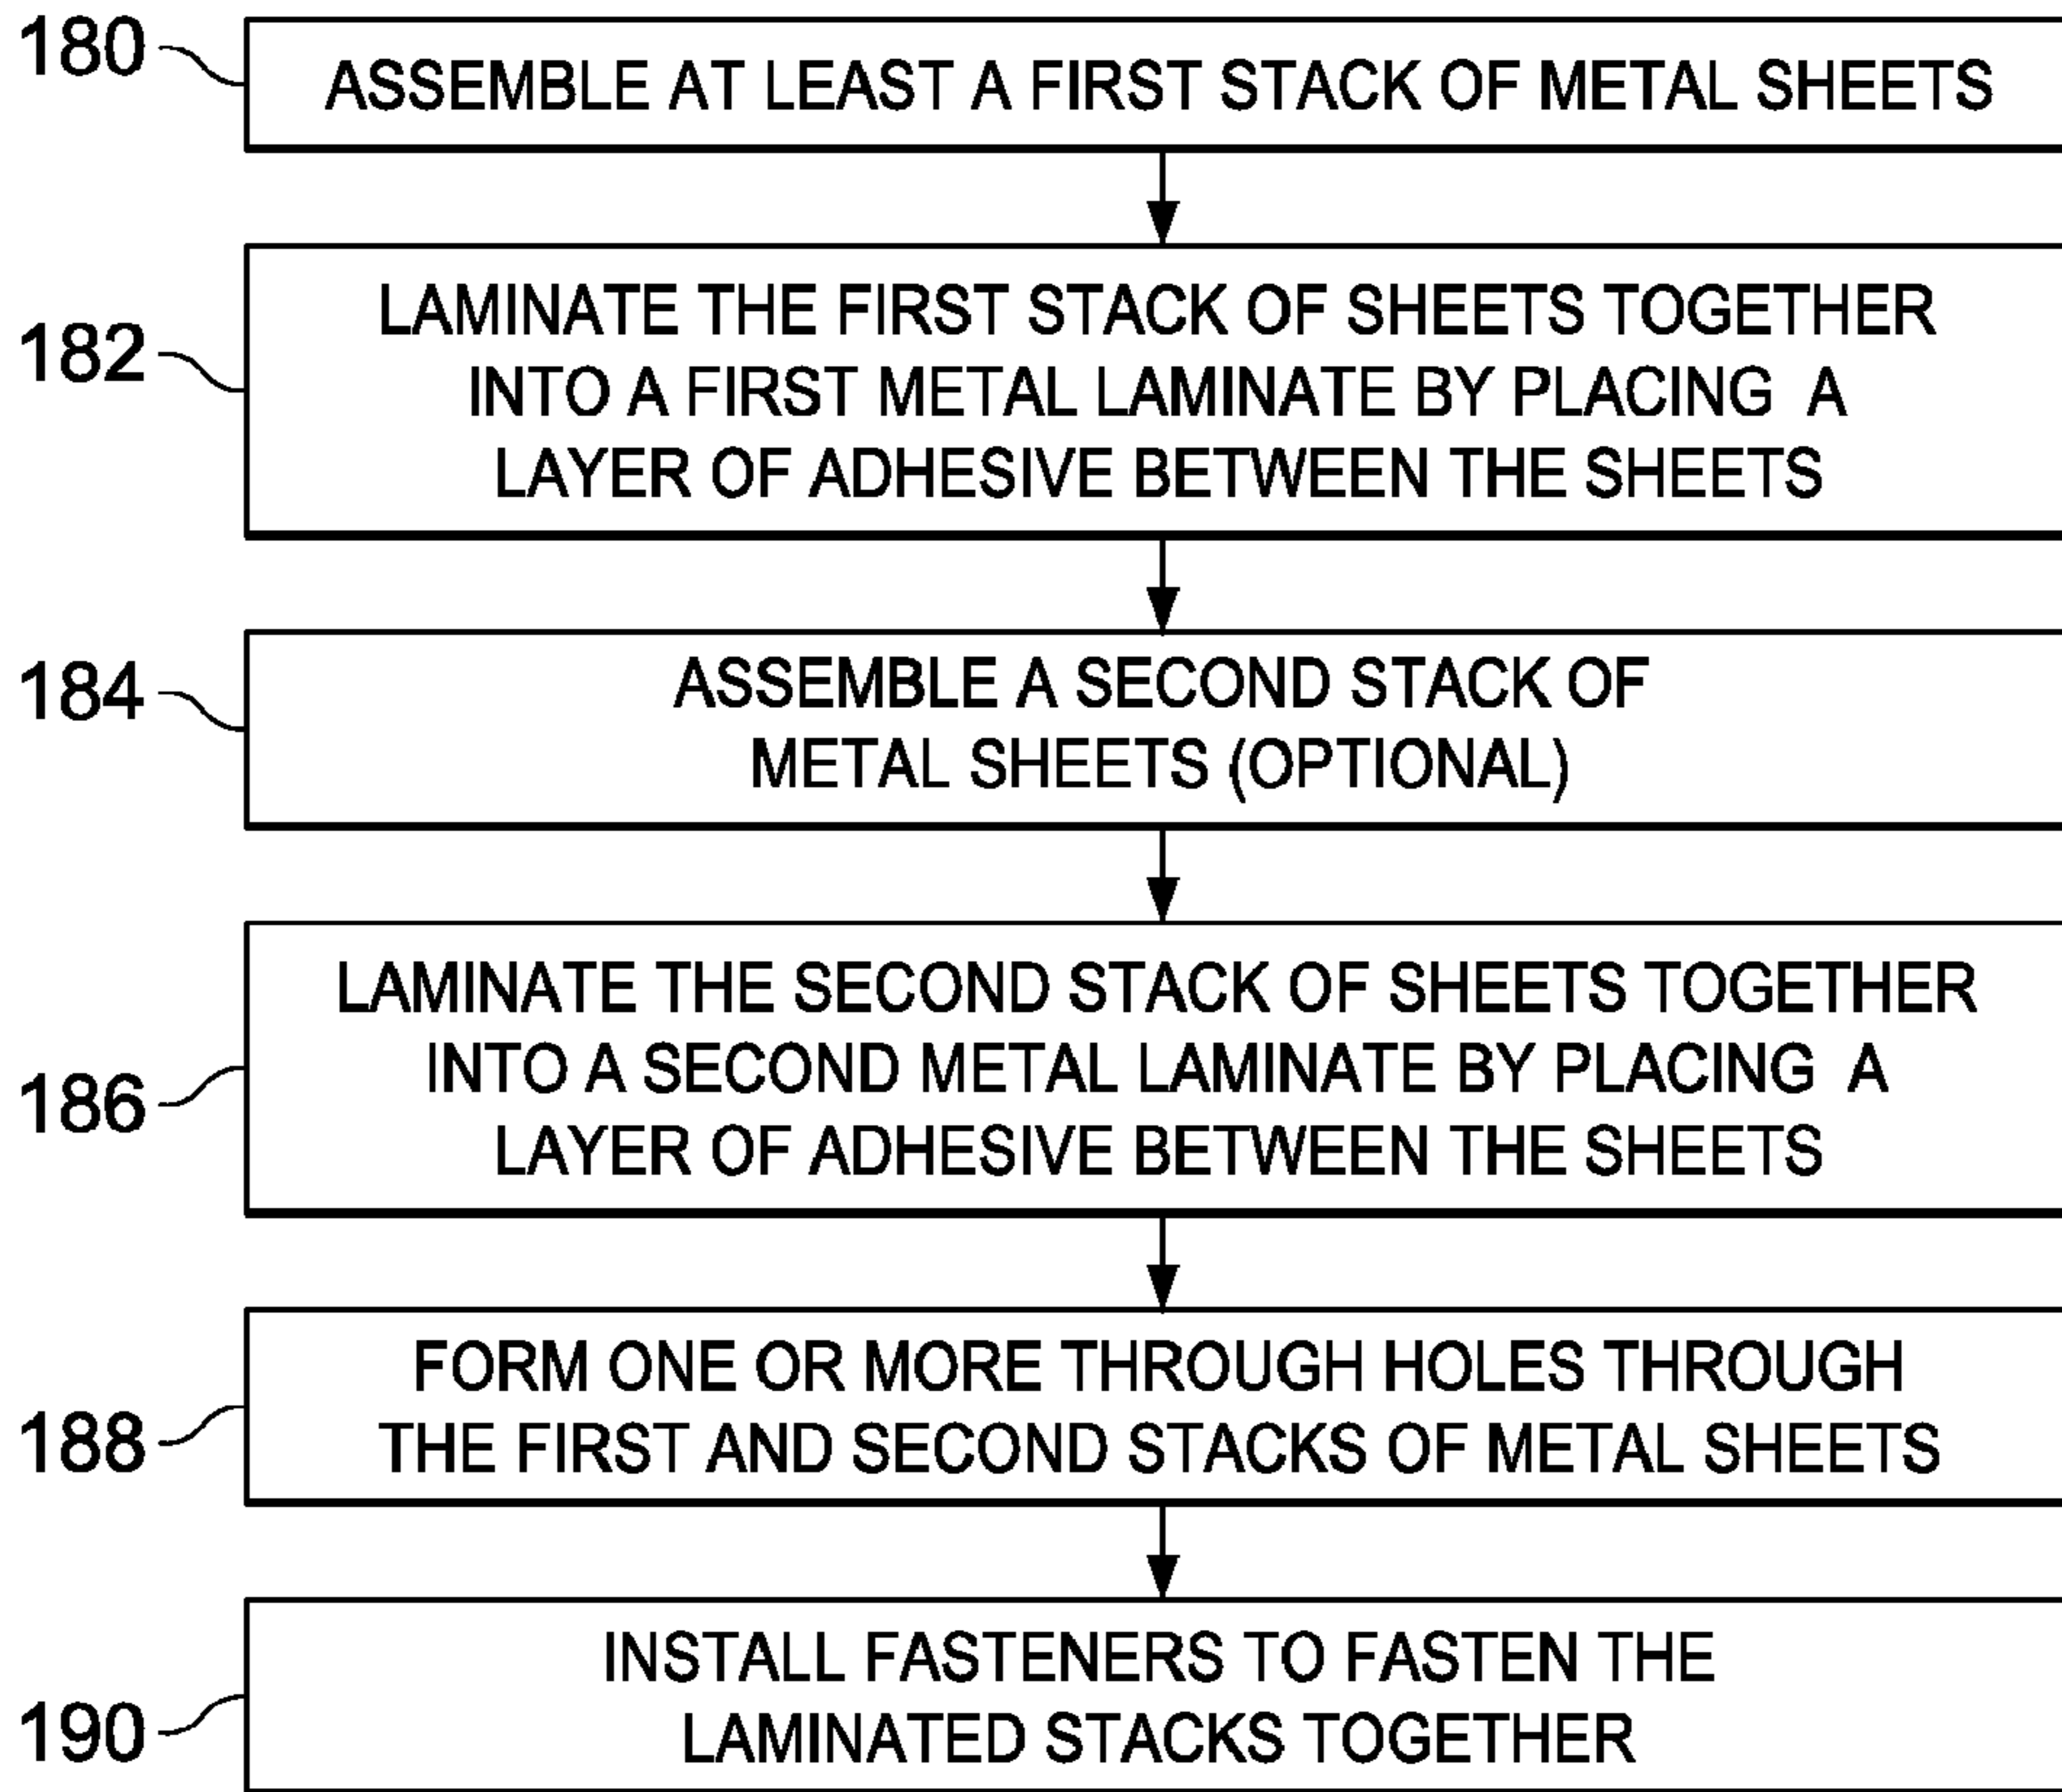 180
ASSEMBLE AT LEAST A FIRST STACK OF METAL SHEETS
182
LAMINATE THE FIRST STACK OF SHEETS TOGETHER
INTO A FIRST METAL LAMINATE BY PLACING A
LAYER OF ADHESIVE BETWEEN THE SHEETS
184
ASSEMBLE A SECOND STACK OF
METAL SHEETS (OPTIONAL)
186
LAMINATE THE SECOND STACK OF SHEETS TOGETHER
INTO A SECOND METAL LAMINATE BY PLACING A
LAYER OF ADHESIVE BETWEEN THE SHEETS
188
FORM ONE OR MORE THROUGH HOLES THROUGH
THE FIRST AND SECOND STACKS OF METAL SHEETS
190
INSTALL FASTENERS TO FASTEN THE
LAMINATED STACKS TOGETHER